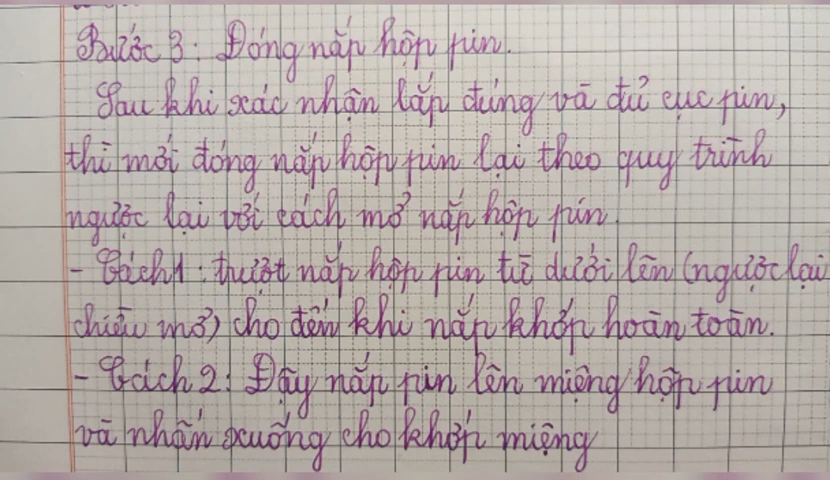 Bước 3: Đóng nắp hộp pin.
Sau khi xác nhận lắp đúng và đủ cục pin,
thì mới đóng nắp hộp pin lại theo quy trình
ngược lại với cách mở nắp hộp pin.
- Cách 1: trượt nắp hộp pin từ dưới lên (ngược lại
chiều mở) cho đến khi nắp khớp hoàn toàn.
- Cách 2: Đậy nắp pin lên miệng hộp pin
và nhấn xuống cho khớp miệng